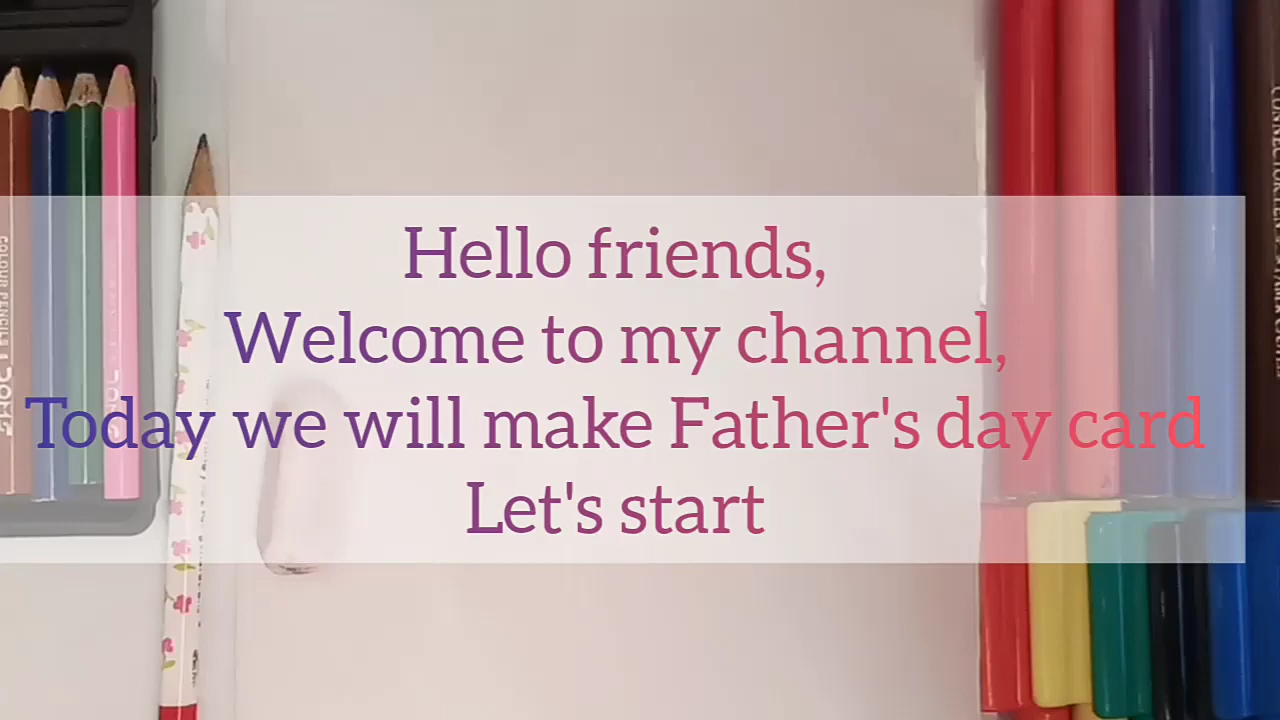 Hello friends,
Welcome to my channel,
Today we will make Father's day card
Let's start